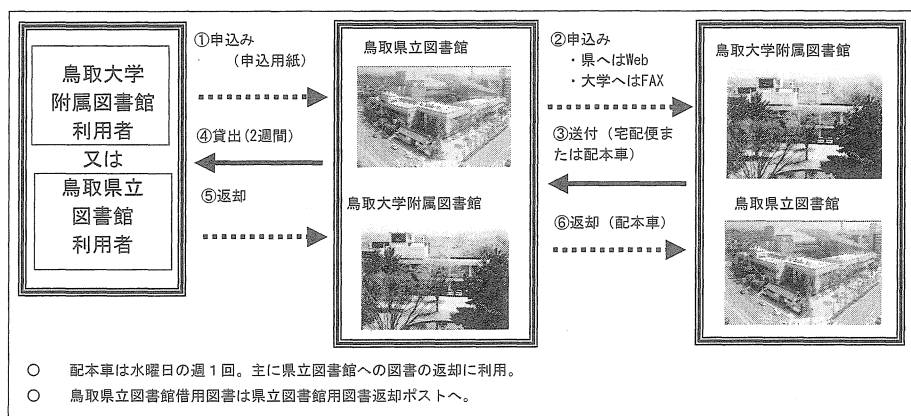 鳥取大学
附属図書館
利用者
又は
鳥取県立
図書館
利用者
①申込み
(申込用紙)
④貸出(2週間)
⑤返却
鳥取県立図書館
鳥取大学附属図書館
②申込み
・県へはWeb
・大学へはFAX
③送付(宅配便ま
たは配本車)
⑥返却(配本車)
鳥取大学附属図書館
鳥取県立図書館
○ 配本車は水曜日の週1回。主に県立図書館への図書の返却に利用。
○ 鳥取県立図書館借用図書は県立図書館用図書返却ポストへ。